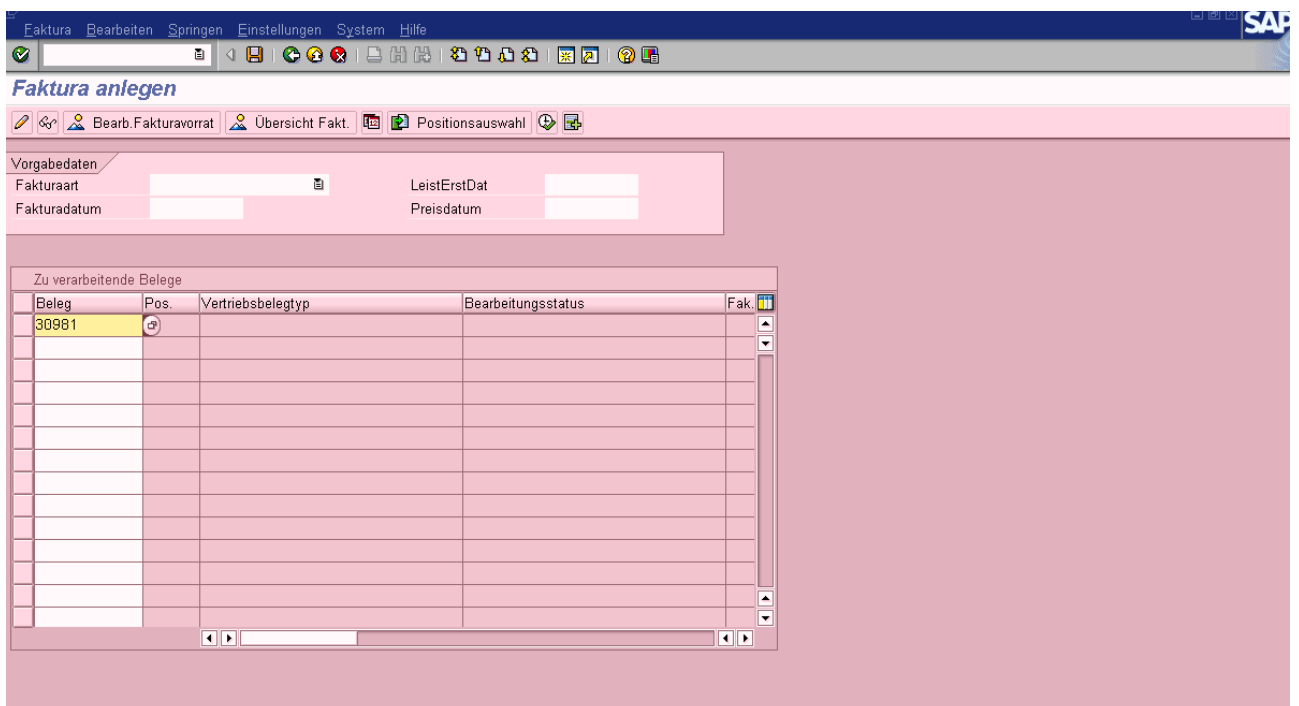 Faktura Bearbeiten Springen Einstellungen System Hilfe
SAP
Faktura anlegen
Bearb.Fakturavorrat Übersicht Fakt. 12 Positionsauswahl
Vorgabedaten
Fakturaart LeistErstDat
Fakturadatum Preisdatum
Zu verarbeitende Belege
Beleg Pos. Vertriebsbelegtyp Bearbeitungsstatus Fak.
30981